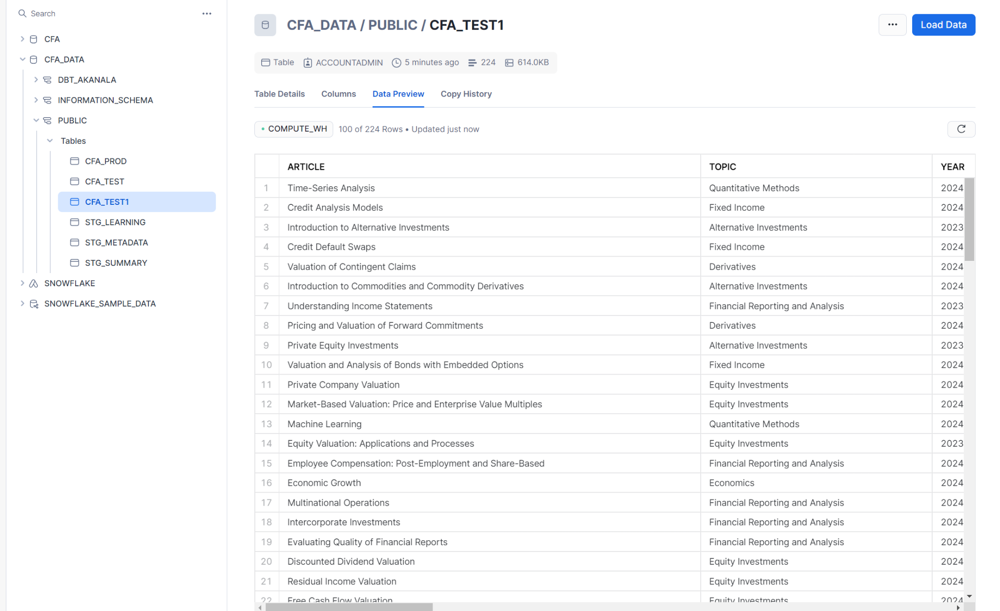 Search
CFA
CFA_DATA
DBT_AKANALA
INFORMATION_SCHEMA
PUBLIC
Tables
CFA_PROD
CFA_TEST
CFA_TEST1
STG_LEARNING
STG_METADATA
STG_SUMMARY
SNOWFLAKE
SNOWFLAKE_SAMPLE_DATA
CFA_DATA / PUBLIC / CFA_TEST1
Load Data
Table ACCOUNTADMIN 5 minutes ago 224 614.0KB
Table Details Columns Data Preview Copy History
COMPUTE_WH 100 of 224 Rows • Updated just now
ARTICLE TOPIC YEAR
1 Time-Series Analysis Quantitative Methods 2024
2 Credit Analysis Models Fixed Income 2024
3 Introduction to Alternative Investments Alternative Investments 2023
4 Credit Default Swaps Fixed Income 2024
5 Valuation of Contingent Claims Derivatives 2024
6 Introduction to Commodities and Commodity Derivatives Alternative Investments 2024
7 Understanding Income Statements Financial Reporting and Analysis 2023
8 Pricing and Valuation of Forward Commitments Derivatives 2024
9 Private Equity Investments Alternative Investments 2023
10 Valuation and Analysis of Bonds with Embedded Options Fixed Income 2024
11 Private Company Valuation Equity Investments 2024
12 Market-Based Valuation: Price and Enterprise Value Multiples Equity Investments 2024
13 Machine Learning Quantitative Methods 2024
14 Equity Valuation: Applications and Processes Equity Investments 2023
15 Employee Compensation: Post-Employment and Share-Based Financial Reporting and Analysis 2024
16 Economic Growth Economics 2024
17 Multinational Operations Financial Reporting and Analysis 2024
18 Intercorporate Investments Financial Reporting and Analysis 2024
19 Evaluating Quality of Financial Reports Financial Reporting and Analysis 2024
20 Discounted Dividend Valuation Equity Investments 2024
21 Residual Income Valuation Equity Investments 2024
22 Free Cash Flow Valuation Equity Investments 2024